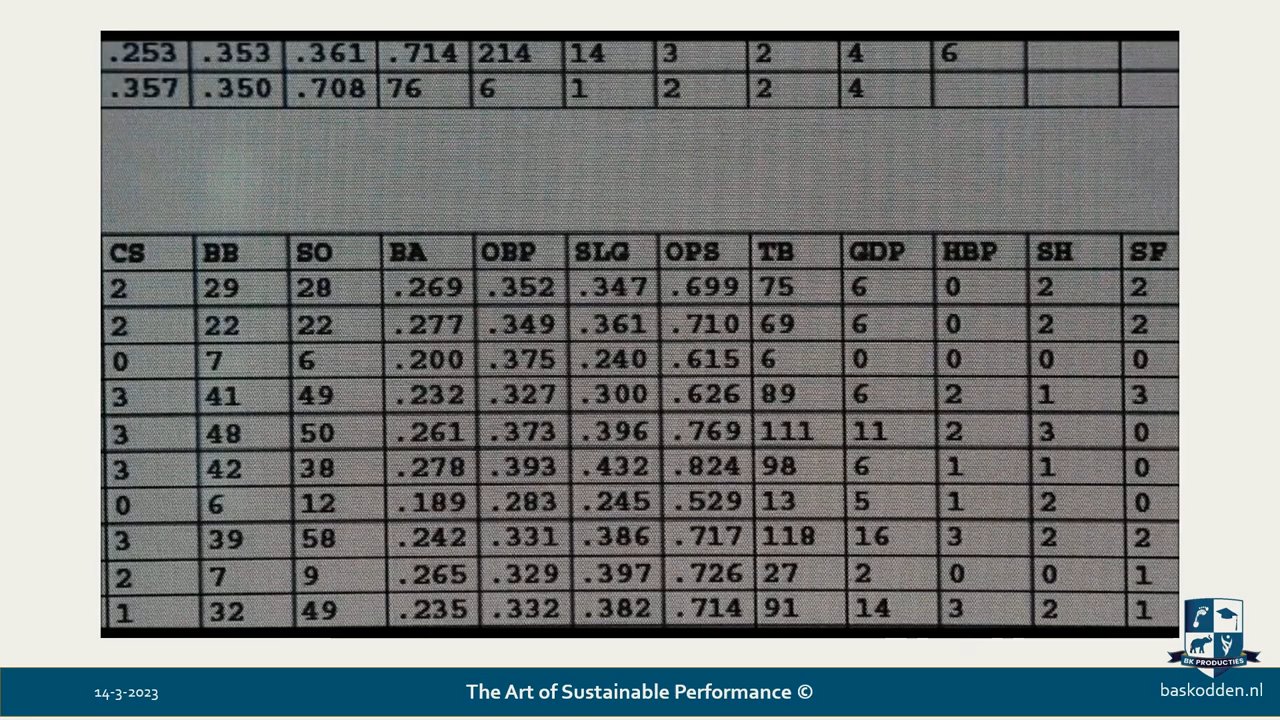 .253 .353 .361 .714 214 14 3 2 4 6
.357 .350 .708 76 6 1 2 2 4
CS BB SO BA OBP SLG OPS TB GDP HBP SH SF
2 29 28 .269 .352 .347 .699 75 6 0 2 2
2 22 22 .277 .349 .361 .710 69 6 0 2 2
0 7 6 .200 .375 .240 .615 6 0 0 0 0
3 41 49 .232 .327 .300 .626 89 6 2 1 3
3 48 50 .261 .373 .396 .769 111 11 2 3 0
3 42 38 .278 .393 .432 .824 98 6 1 1 0
0 6 12 .189 .283 .245 .529 13 5 1 2 0
3 39 58 .242 .331 .386 .717 118 16 3 2 2
2 7 9 .265 .329 .397 .726 27 2 0 0 1
1 32 49 .235 .332 .382 .714 91 14 3 2 1
BK PRODUCTIES
14-3-2023 The Art of Sustainable Performance © baskodden.nl